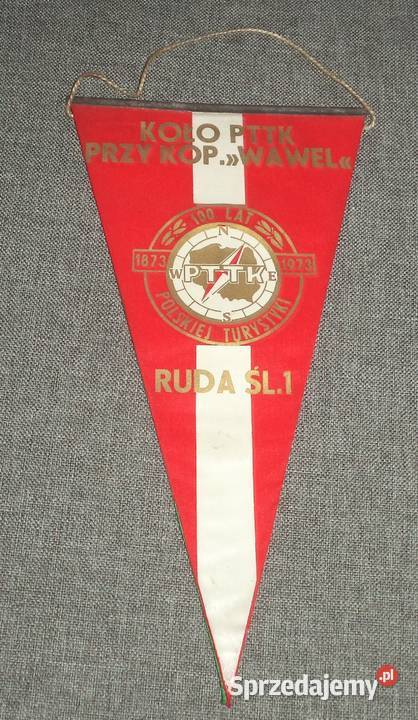 KOŁO PTTK
PRZY KOP.»WAWEL«
100 LAT
1873 1973
N
W PTTK E
S
POLSKIEJ TURYSTYKI
RUDA ŚL.1
Sprzedajemy.pl